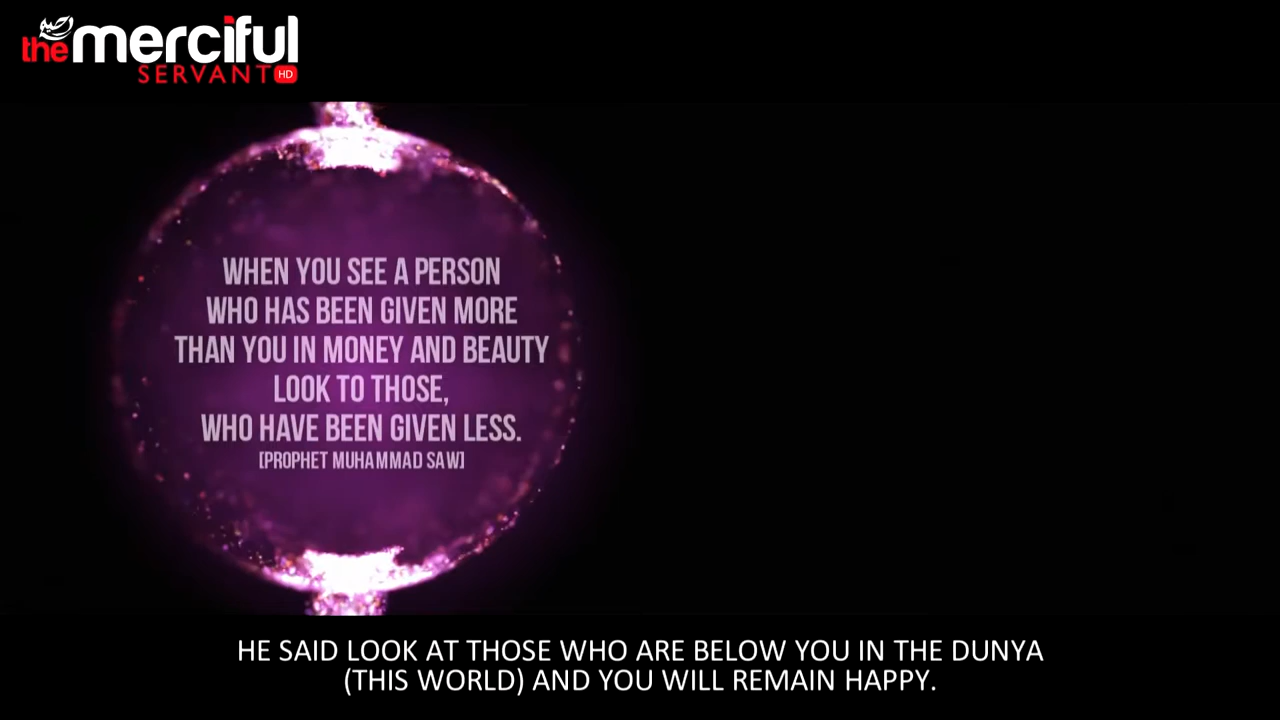 the merciful
SERVANT HD
WHEN YOU SEE A PERSON
WHO HAS BEEN GIVEN MORE
THAN YOU IN MONEY AND BEAUTY
LOOK TO THOSE,
WHO HAVE BEEN GIVEN LESS.
[PROPHET MUHAMMAD SAW]
HE SAID LOOK AT THOSE WHO ARE BELOW YOU IN THE DUNYA
(THIS WORLD) AND YOU WILL REMAIN HAPPY.